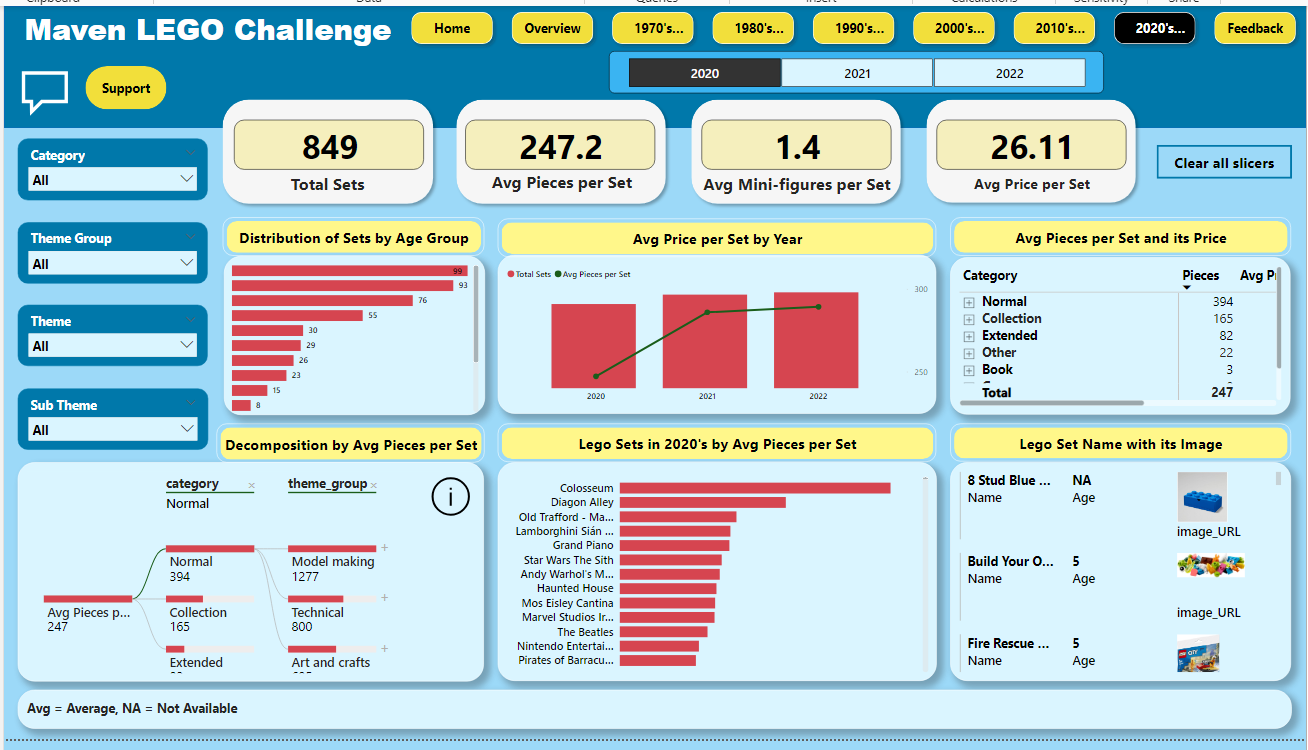 Maven LEGO Challenge
Home
Overview
1970's...
1980's...
1990's...
2000's...
2010's...
2020's...
Feedback
2020
2021
2022
Support
849
Total Sets
247.2
Avg Pieces per Set
1.4
Avg Mini-figures per Set
26.11
Avg Price per Set
Clear all slicers
Category
All
Theme Group
All
Theme
All
Sub Theme
All
Distribution of Sets by Age Group
99
93
76
55
30
29
26
23
15
8
Avg Price per Set by Year
Total Sets
Avg Pieces per Set
300
250
2020
2021
2022
Avg Pieces per Set and its Price
Category Pieces Avg
Normal 394
Collection 165
Extended 82
Other 22
Book 3
Total 247
Decomposition by Avg Pieces per Set
category × theme_group ×
Normal
i
Normal
394
Model making
1277
+
Avg Pieces p...
247
Collection
165
Technical
800
+
Extended
Art and crafts
+
Lego Sets in 2020's by Avg Pieces per Set
Colosseum
Diagon Alley
Old Trafford - Ma...
Lamborghini Sián ...
Grand Piano
Star Wars The Sith
Andy Warhol's M...
Haunted House
Mos Eisley Cantina
Marvel Studios Ir...
The Beatles
Nintendo Entertai...
Pirates of Barracu...
Lego Set Name with its Image
8 Stud Blue ... NA
Name Age
image_URL
Build Your O... 5
Name Age
image_URL
Fire Rescue ... 5
Name Age
Avg = Average, NA = Not Available